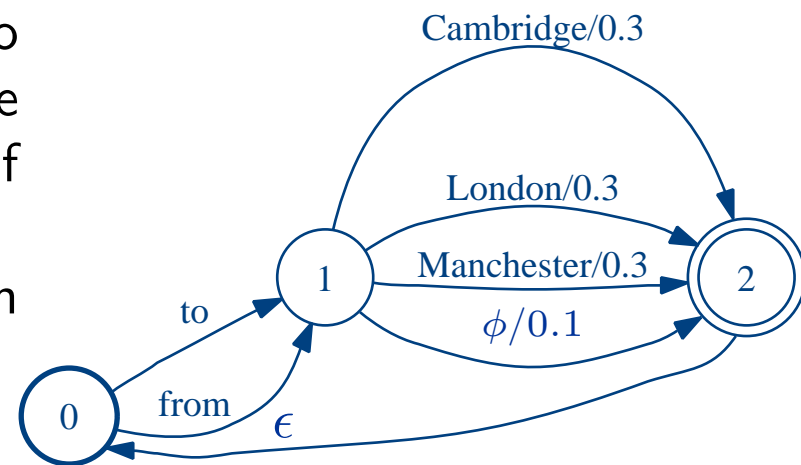 o
Cambridge/0.3
e
f
London/0.3
1
Manchester/0.3
2
n
to
ϕ/0.1
0
from
ϵ